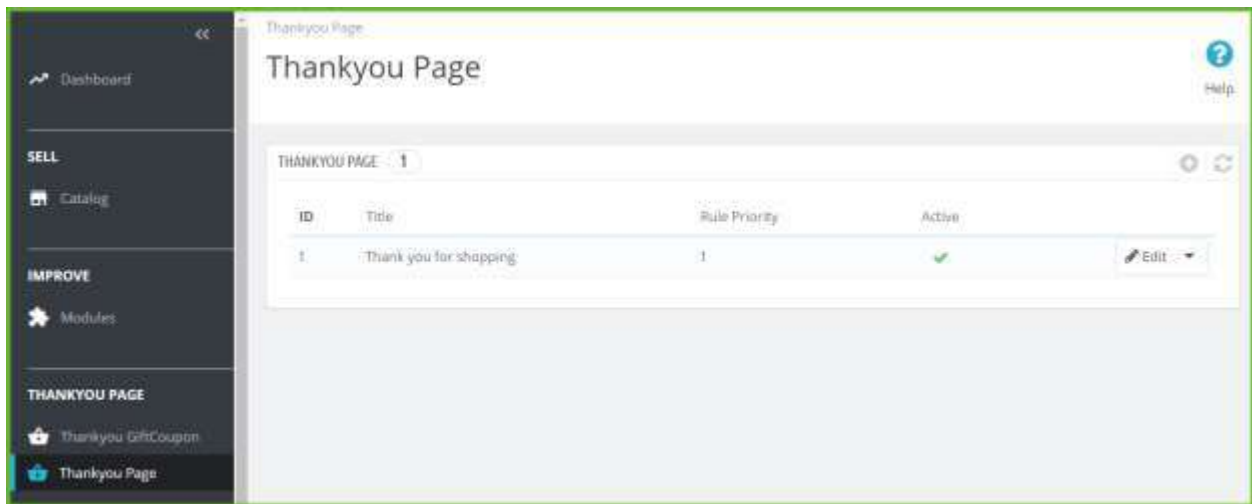 Thankyou Page
Thankyou Page
Help
Dashboard
SELL
Catalog
IMPROVE
Modules
THANKYOU PAGE
Thankyou GiftCoupon
Thankyou Page
THANKYOU PAGE 1
ID Title Rule Priority Active
1 Thank you for shopping 1 Edit